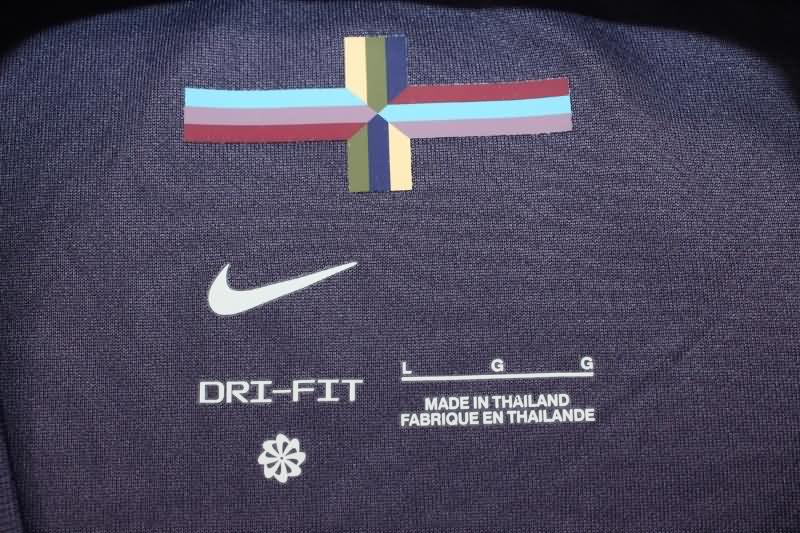 L G G
DRI-FIT
MADE IN THAILAND
FABRIQUE EN THAILANDE